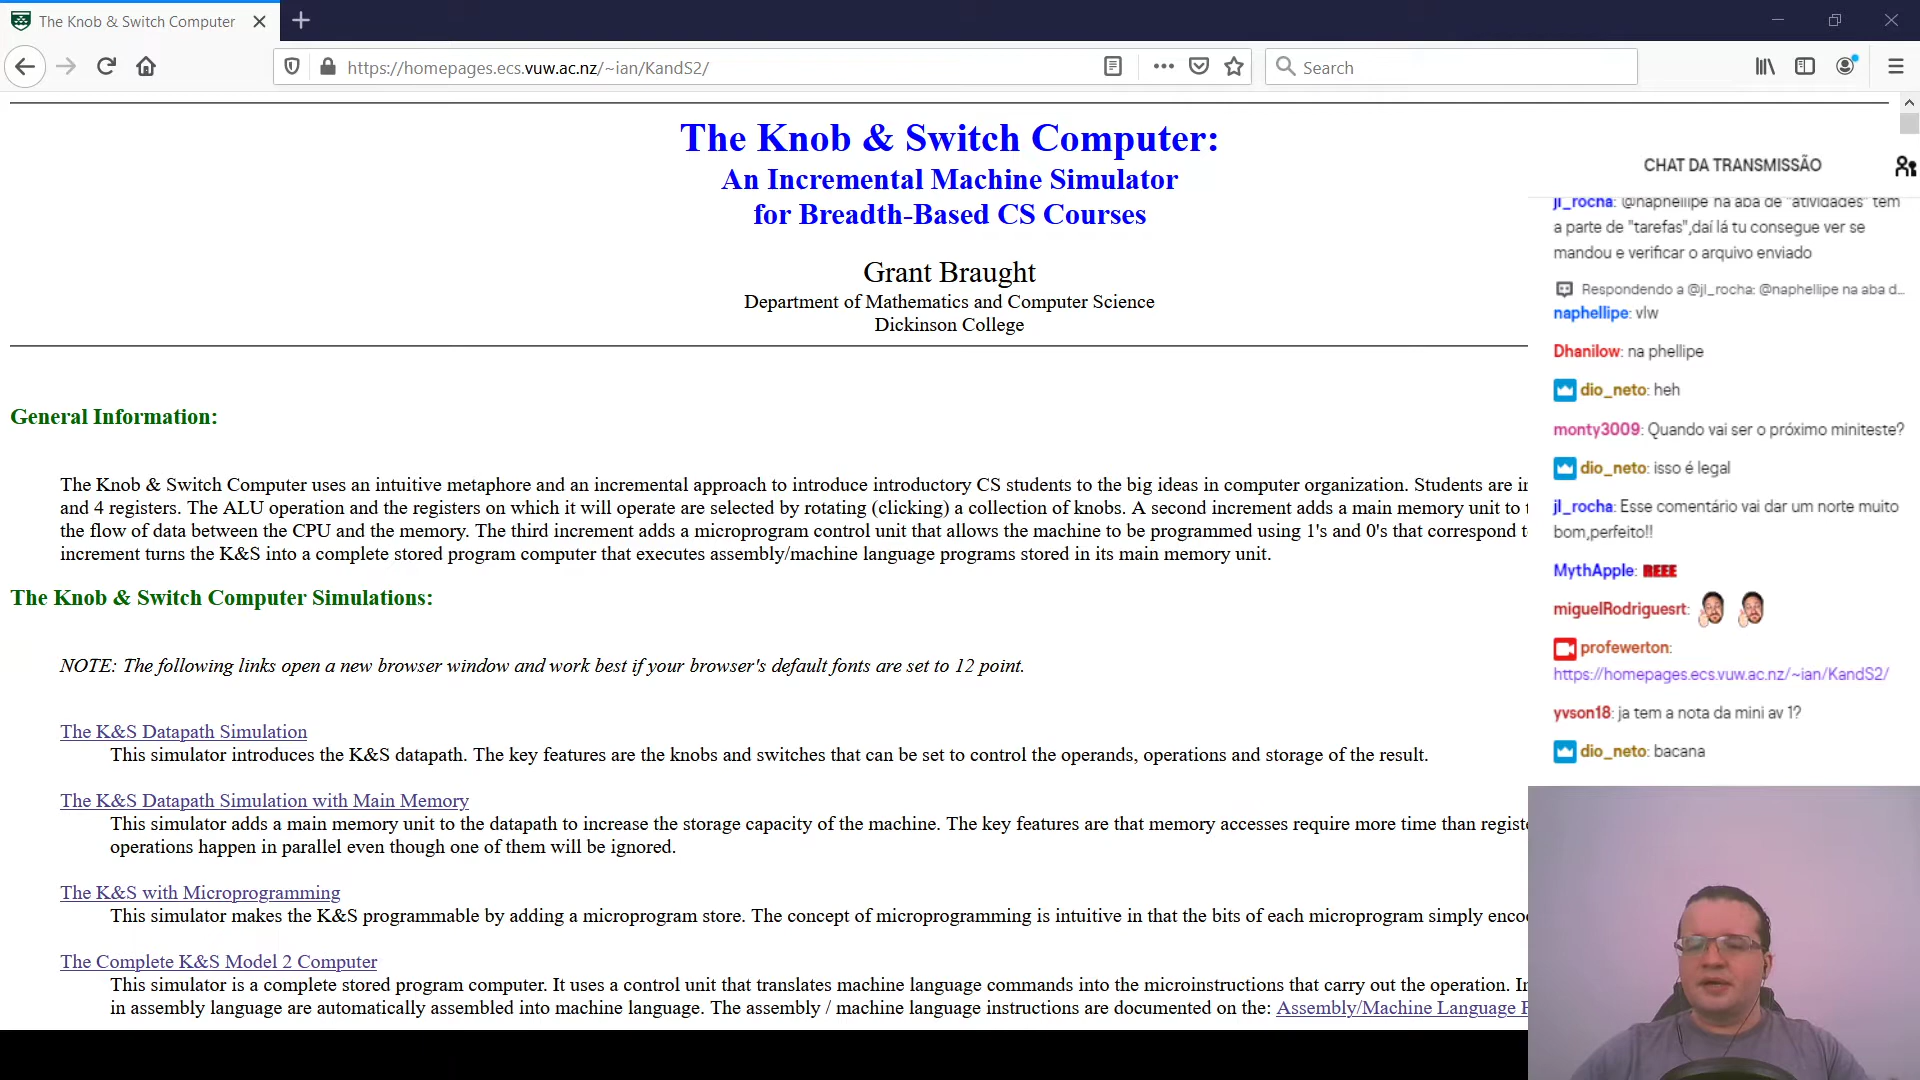 The Knob & Switch Computer
https://homepages.ecs.vuw.ac.nz/~ian/KandS2/
Search
The Knob & Switch Computer:
An Incremental Machine Simulator
for Breadth-Based CS Courses
Grant Braught
Department of Mathematics and Computer Science
Dickinson College
General Information:
The Knob & Switch Computer uses an intuitive metaphore and an incremental approach to introduce introductory CS students to the big ideas in computer organization. Students are
and 4 registers. The ALU operation and the registers on which it will operate are selected by rotating (clicking) a collection of knobs. A second increment adds a main memory unit to
the flow of data between the CPU and the memory. The third increment adds a microprogram control unit that allows the machine to be programmed using 1's and 0's that correspond
increment turns the K&S into a complete stored program computer that executes assembly/machine language programs stored in its main memory unit.
The Knob & Switch Computer Simulations:
NOTE: The following links open a new browser window and work best if your browser's default fonts are set to 12 point.
The K&S Datapath Simulation
This simulator introduces the K&S datapath. The key features are the knobs and switches that can be set to control the operands, operations and storage of the result.
The K&S Datapath Simulation with Main Memory
This simulator adds a main memory unit to the datapath to increase the storage capacity of the machine. The key features are that memory accesses require more time than
operations happen in parallel even though one of them will be ignored.
The K&S with Microprogramming
This simulator makes the K&S programmable by adding a microprogram store. The concept of microprogramming is intuitive in that the bits of each microprogram simply
The Complete K&S Model 2 Computer
This simulator is a complete stored program computer. It uses a control unit that translates machine language commands into the microinstructions that carry out the operation.
in assembly language are automatically assembled into machine language. The assembly / machine language instructions are documented on the: Assembly/Machine Language
CHAT DA TRANSMISSÃO
jl_rocha: @naphellipe na aba de "atividades" tem
a parte de "tarefas",daí lá tu consegue ver se
mandou e verificar o arquivo enviado
Respondendo a @jl_rocha: @naphellipe na aba d...
naphellipe: vlw
Dhanilow: na phellipe
dio_neto: heh
monty3009: Quando vai ser o próximo miniteste?
dio_neto: isso é legal
jl_rocha: Esse comentário vai dar um norte muito
bom,perfeito!!
MythApple: REEE
miguelRodriguesrt:
profewerton:
https://homepages.ecs.vuw.ac.nz/~ian/KandS2/
yvson18: ja tem a nota da mini av 1?
dio_neto: bacana